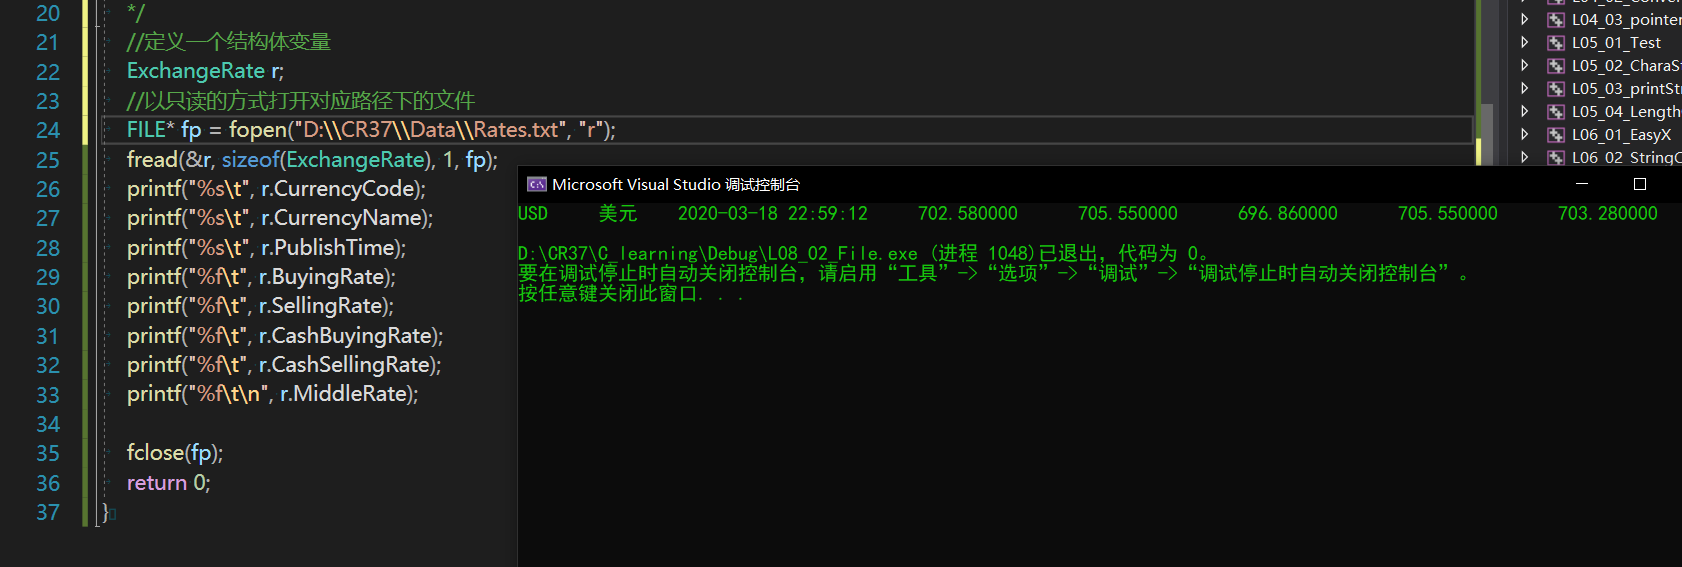 20 */
21 //定义一个结构体变量
22 ExchangeRate r;
23 //以只读的方式打开对应路径下的文件
24 FILE* fp = fopen("D:\\CR37\\Data\\Rates.txt", "r");
25 fread(&r, sizeof(ExchangeRate), 1, fp);
26 printf("%s\t", r.CurrencyCode);
27 printf("%s\t", r.CurrencyName);
28 printf("%s\t", r.PublishTime);
29 printf("%f\t", r.BuyingRate);
30 printf("%f\t", r.SellingRate);
31 printf("%f\t", r.CashBuyingRate);
32 printf("%f\t", r.CashSellingRate);
33 printf("%f\t\n", r.MiddleRate);
34
35 fclose(fp);
36 return 0;
37 }
Microsoft Visual Studio 调试控制台
USD 美元 2020-03-18 22:59:12 702.580000 705.550000 696.860000 705.550000 703.280000
D:\CR37\C_learning\Debug\L08_02_File.exe (进程 1048)已退出，代码为 0。
要在调试停止时自动关闭控制台，请启用“工具”->“选项”->“调试”->“调试停止时自动关闭控制台”。
按任意键关闭此窗口. . .
L04_03_pointer
L05_01_Test
L05_02_CharaSt
L05_03_printStr
L05_04_Length
L06_01_EasyX
L06_02_StringC